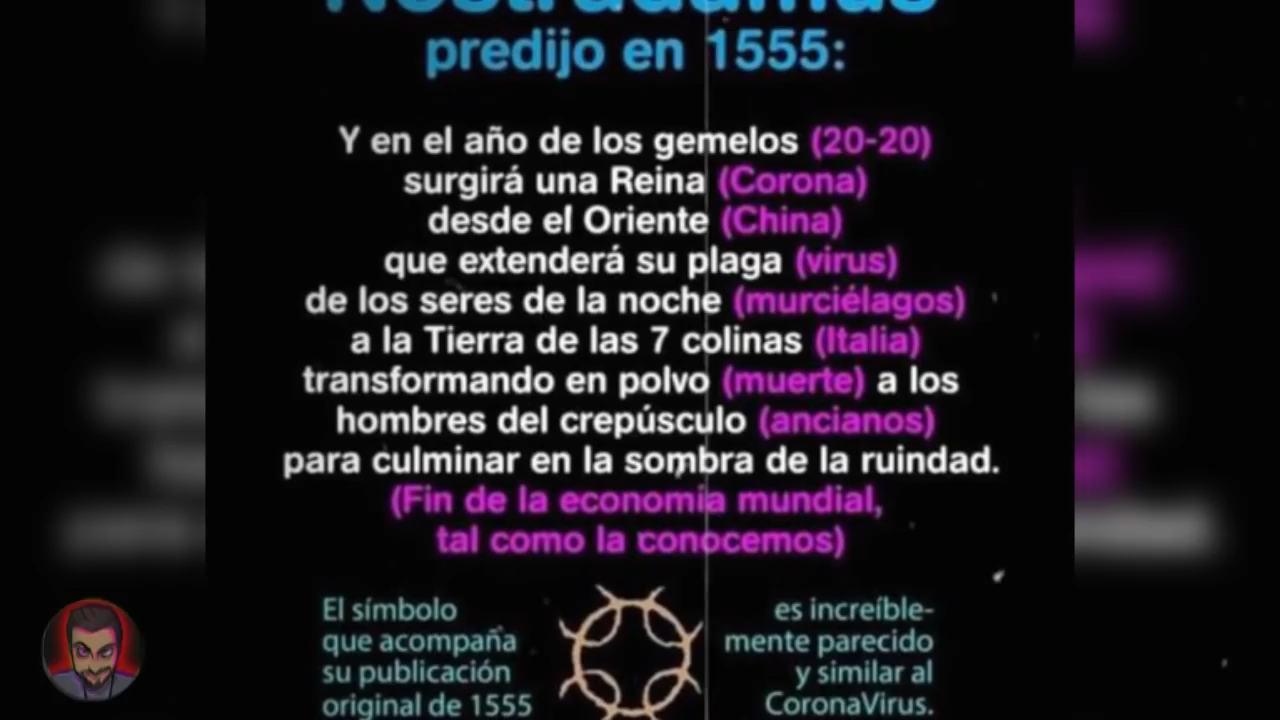 Nostradamus
predijo en 1555:
Y en el año de los gemelos (20-20)
surgirá una Reina (Corona)
desde el Oriente (China)
que extenderá su plaga (virus)
de los seres de la noche (murciélagos)
a la Tierra de las 7 colinas (Italia)
transformando en polvo (muerte) a los
hombres del crepúsculo (ancianos)
para culminar en la sombra de la ruindad.
(Fin de la economía mundial,
tal como la conocemos)
El símbolo
que acompaña
su publicación
original de 1555
es increíble-
mente parecido
y similar al
CoronaVirus.